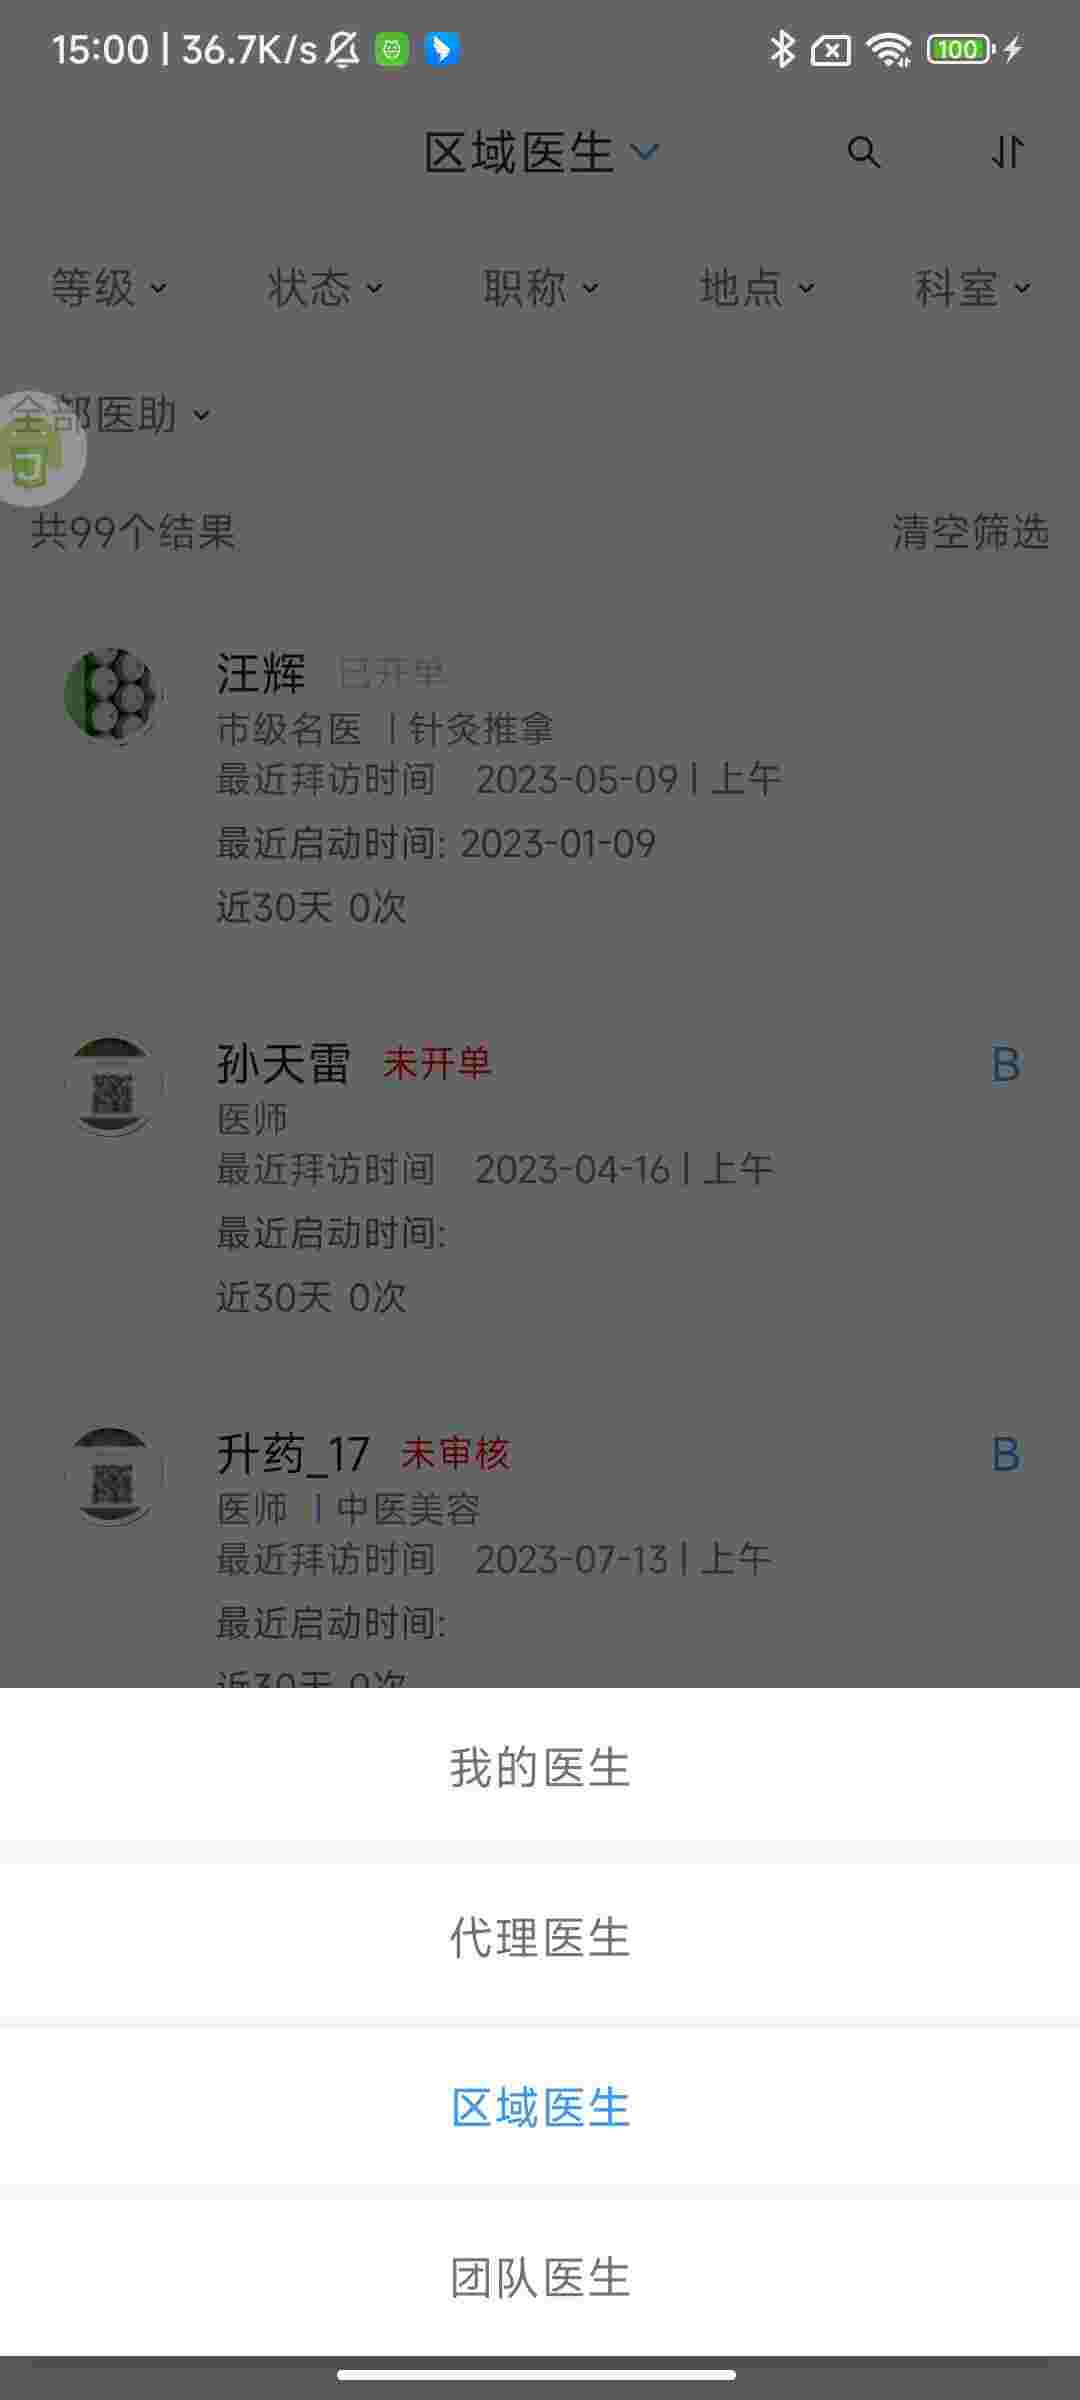 15:00 | 36.7K/s 100
区域医生
等级 状态 职称 地点 科室
全部医助
共99个结果 清空筛选
汪辉 已开单
市级名医 | 针灸推拿
最近拜访时间 2023-05-09 | 上午
最近启动时间: 2023-01-09
近30天 0次
孙天雷 未开单 B
医师
最近拜访时间 2023-04-16 | 上午
最近启动时间:
近30天 0次
升药_17 未审核 B
医师 | 中医美容
最近拜访时间 2023-07-13 | 上午
最近启动时间:
近30天 0次
我的医生
代理医生
区域医生
团队医生